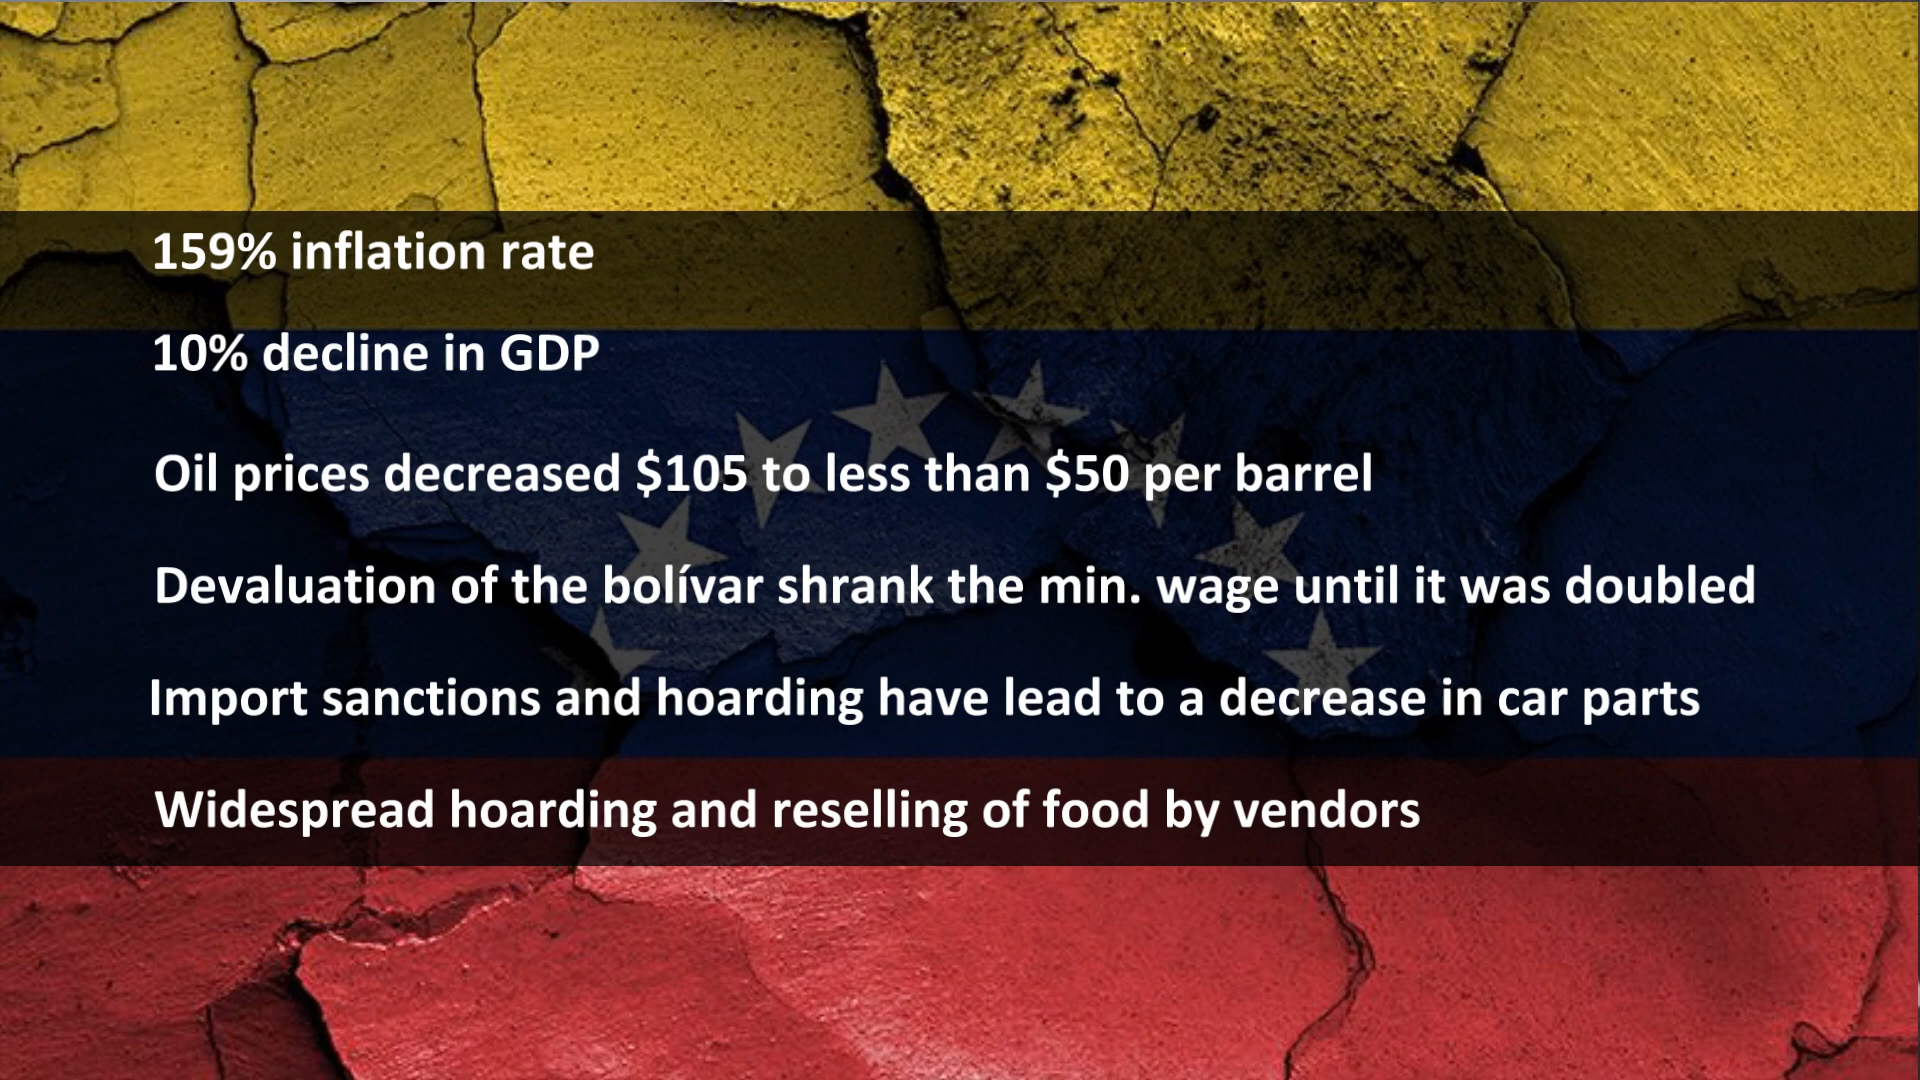 159% inflation rate
10% decline in GDP
Oil prices decreased $105 to less than $50 per barrel
Devaluation of the bolívar shrank the min. wage until it was doubled
Import sanctions and hoarding have lead to a decrease in car parts
Widespread hoarding and reselling of food by vendors